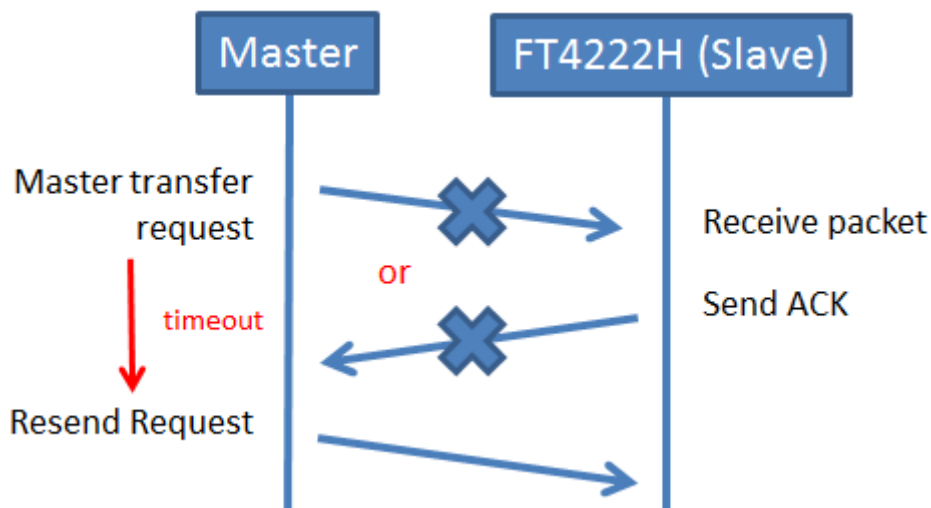 Master
FT4222H (Slave)
Master transfer
request
Receive packet
or
Send ACK
timeout
Resend Request